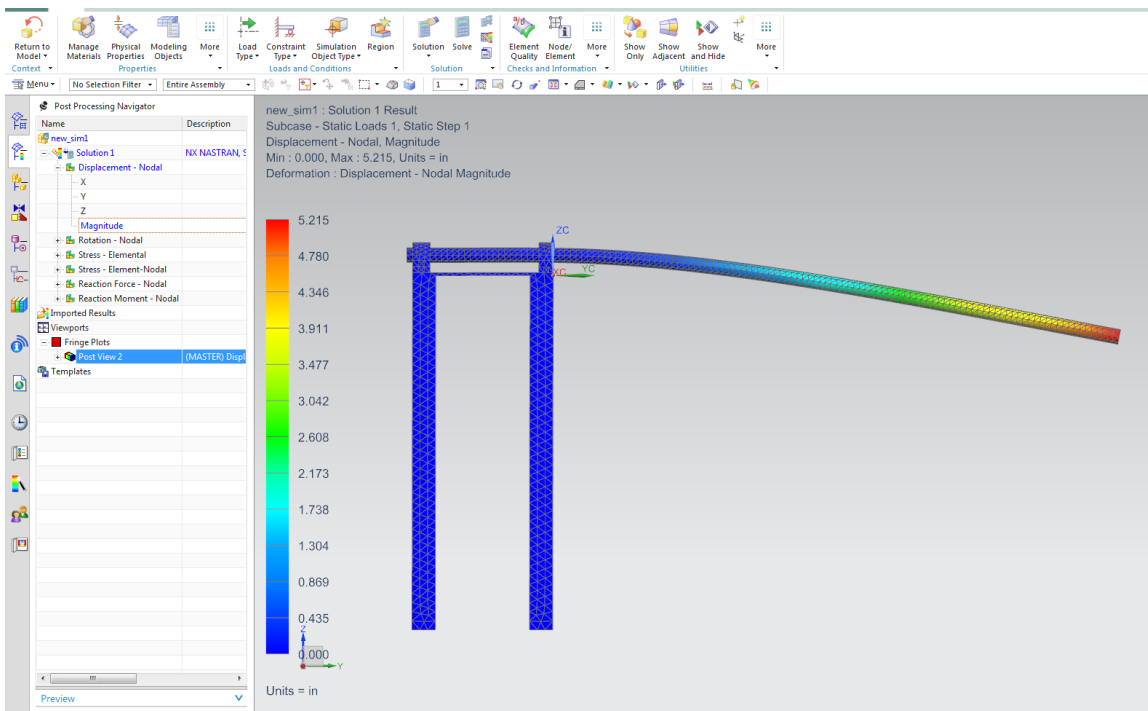 Return to Model
Manage Materials
Physical Properties
Modeling Objects
More
Load Type
Constraint Type
Simulation Object Type
Region
Solution
Solve
Element Quality
Node/ Element
More
Show Only
Show Adjacent
Show and Hide
More
Context
Properties
Loads and Conditions
Solution
Checks and Information
Utilities
Menu
No Selection Filter
Entire Assembly
1
Post Processing Navigator
Name Description
new_sim1
Solution 1 NX NASTRAN, S
Displacement - Nodal
X
Y
Z
Magnitude
Rotation - Nodal
Stress - Elemental
Stress - Element-Nodal
Reaction Force - Nodal
Reaction Moment - Nodal
Imported Results
Viewports
Fringe Plots
Post View 2 (MASTER) Displ
Templates
Preview
new_sim1 : Solution 1 Result
Subcase - Static Loads 1, Static Step 1
Displacement - Nodal, Magnitude
Min : 0.000, Max : 5.215, Units = in
Deformation : Displacement - Nodal Magnitude
5.215
4.780
4.346
3.911
3.477
3.042
2.608
2.173
1.738
1.304
0.869
0.435
0.000
Units = in
ZC
XC
YC
Z
Y